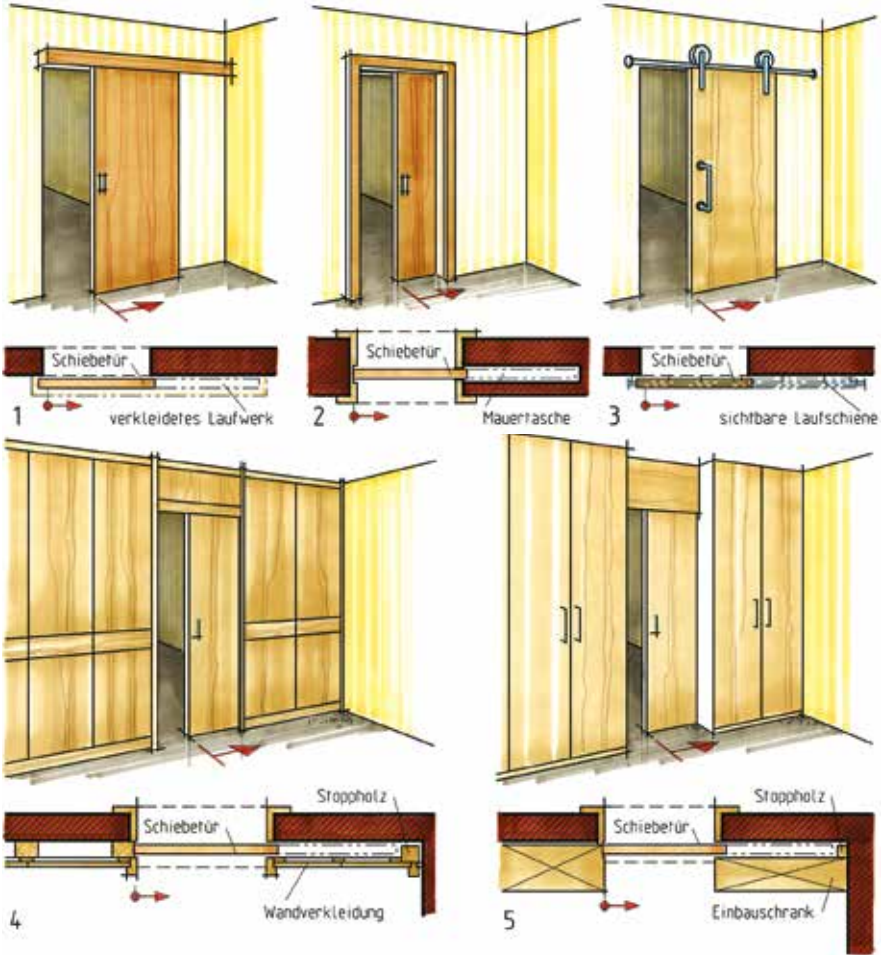 Schiebetür
1
verkleidetes Laufwerk
Schiebetür
2
Mauertasche
Schiebetür
3
sichtbare Laufschiene
Stoppholz
Schiebetür
4
Wandverkleidung
Stoppholz
Schiebetür
5
Einbauschrank